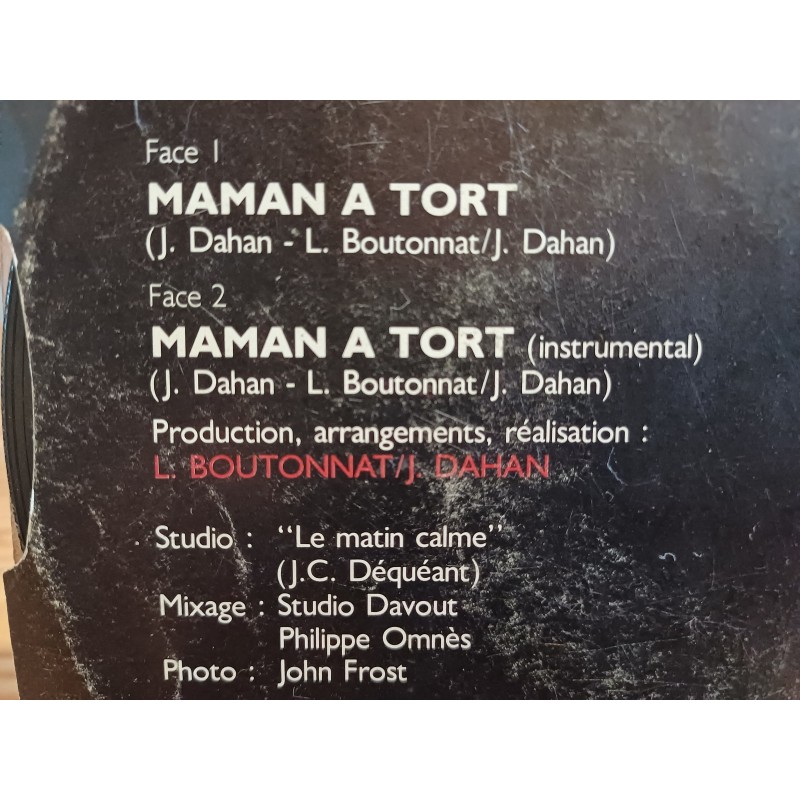 Face 1
MAMAN A TORT
(J. Dahan - L. Boutonnat/J. Dahan)
Face 2
MAMAN A TORT (instrumental)
(J. Dahan - L. Boutonnat/J. Dahan)
Production, arrangements, réalisation :
L. BOUTONNAT/J. DAHAN
Studio : “Le matin calme”
(J.C. Déquéant)
Mixage : Studio Davout
Philippe Omnès
Photo : John Frost